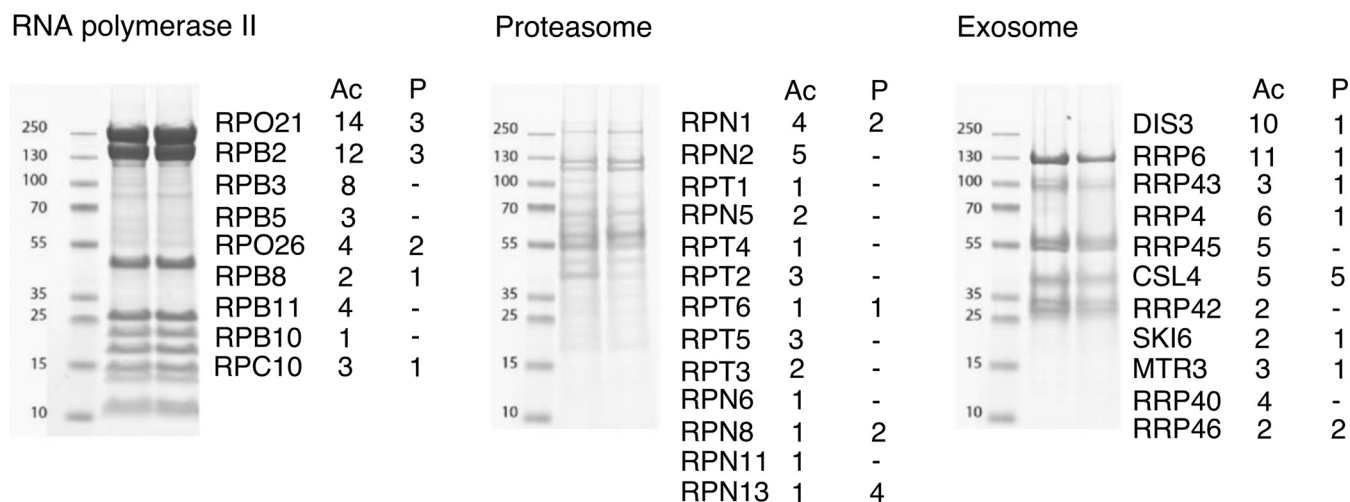 RNA polymerase II
Ac P
250
130
100
70
55
35
25
15
10
RPO21 14 3
RPB2 12 3
RPB3 8 -
RPB5 3 -
RPO26 4 2
RPB8 2 1
RPB11 4 -
RPB10 1 -
RPC10 3 1
Proteasome
Ac P
250
130
100
70
55
35
25
15
10
RPN1 4 2
RPN2 5 -
RPT1 1 -
RPN5 2 -
RPT4 1 -
RPT2 3 -
RPT6 1 1
RPT5 3 -
RPT3 2 -
RPN6 1 -
RPN8 1 2
RPN11 1 -
RPN13 1 4
Exosome
Ac P
250
130
100
70
55
35
25
15
10
DIS3 10 1
RRP6 11 1
RRP43 3 1
RRP4 6 1
RRP45 5 -
CSL4 5 5
RRP42 2 -
SKI6 2 1
MTR3 3 1
RRP40 4 -
RRP46 2 2